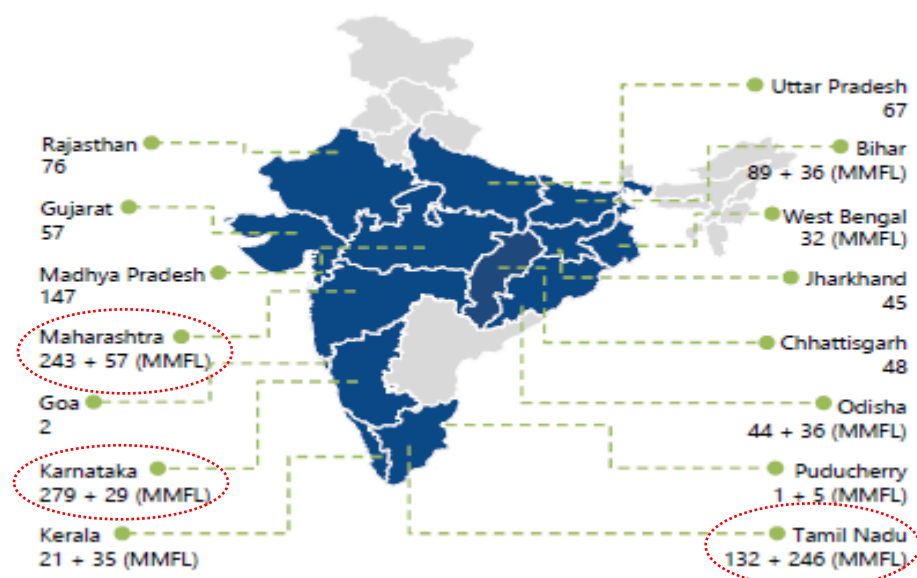 Rajasthan
76
Gujarat
57
Madhya Pradesh
147
Maharashtra
243 + 57 (MMFL)
Goa
2
Karnataka
279 + 29 (MMFL)
Kerala
21 + 35 (MMFL)
Uttar Pradesh
67
Bihar
89 + 36 (MMFL)
West Bengal
32 (MMFL)
Jharkhand
45
Chhattisgarh
48
Odisha
44 + 36 (MMFL)
Puducherry
1 + 5 (MMFL)
Tamil Nadu
132 + 246 (MMFL)